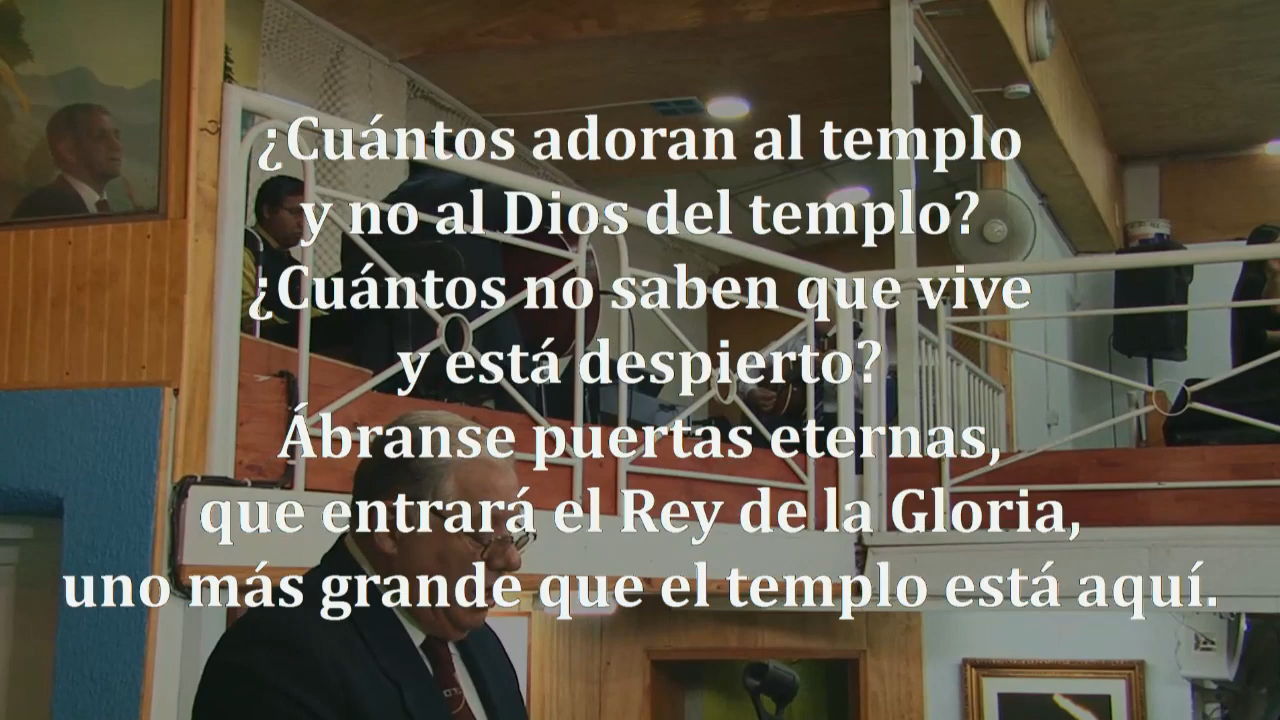 ¿Cuántos adoran al templo
y no al Dios del templo?
¿Cuántos no saben que vive
y está despierto?
Ábranse puertas eternas,
que entrará el Rey de la Gloria,
uno más grande que el templo está aquí.